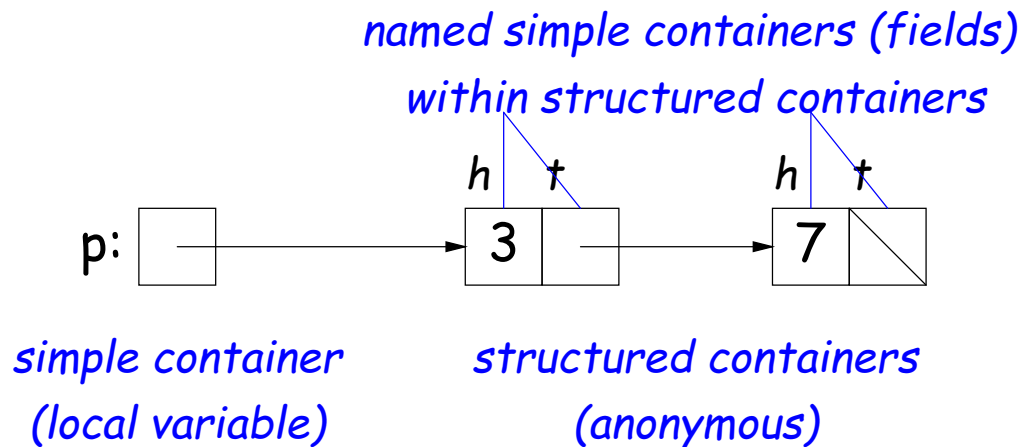 named simple containers (fields)
within structured containers
h t h t
p: 3 7
simple container structured containers
(local variable) (anonymous)